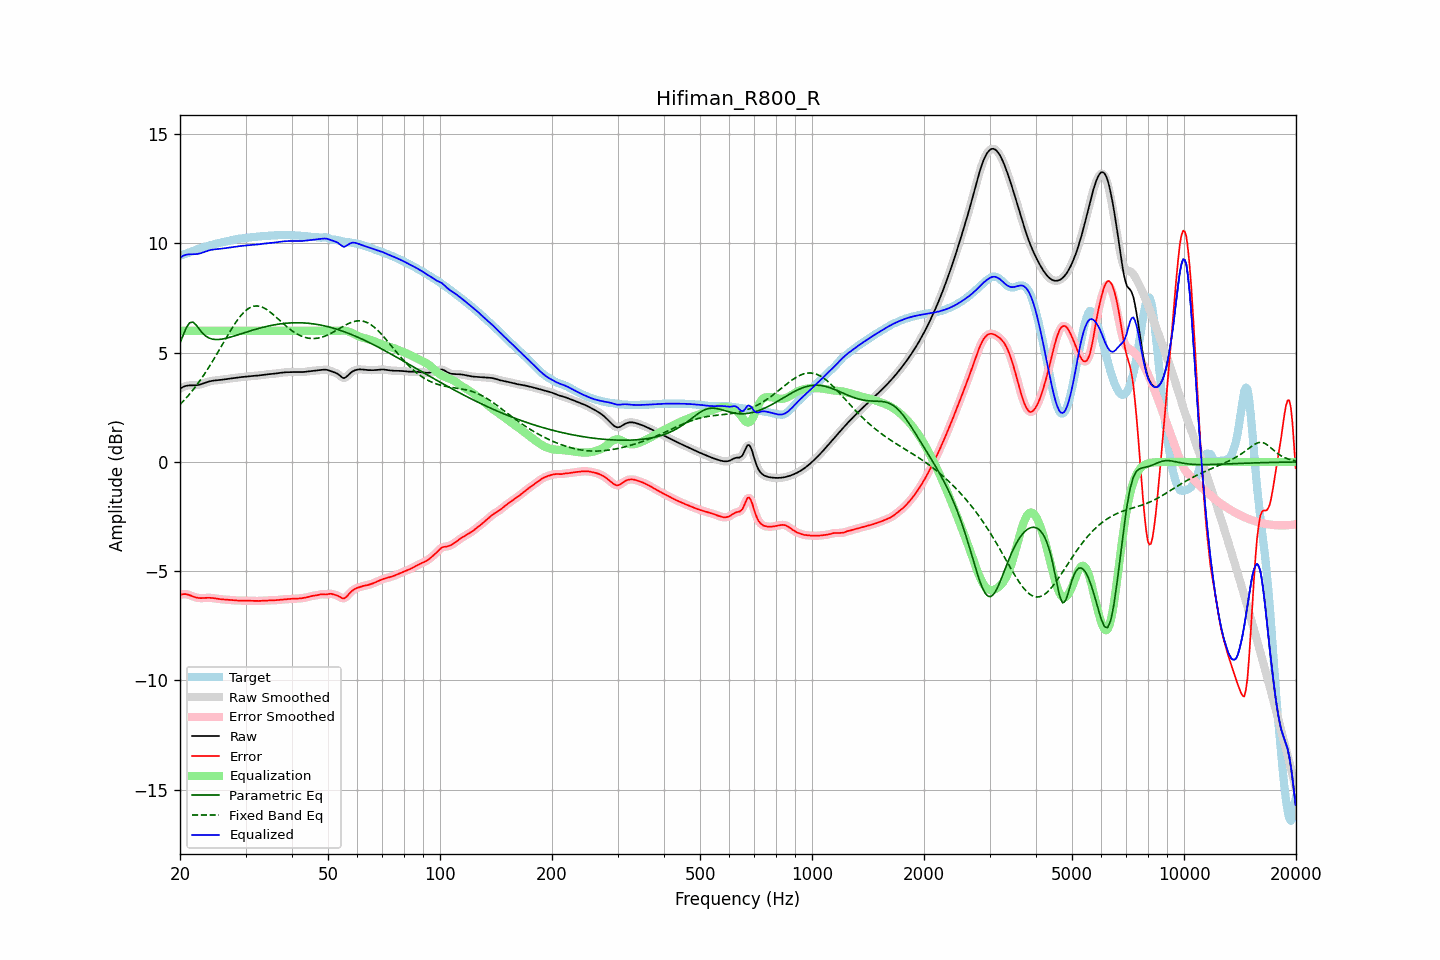 Hifiman_R800_R
Amplitude (dBr)
15
10
5
0
−5
−10
−15
Target
Raw Smoothed
Error Smoothed
Raw
Error
Equalization
Parametric Eq
Fixed Band Eq
Equalized
20 50 100 200 500 1000 2000 5000 10000 20000
Frequency (Hz)